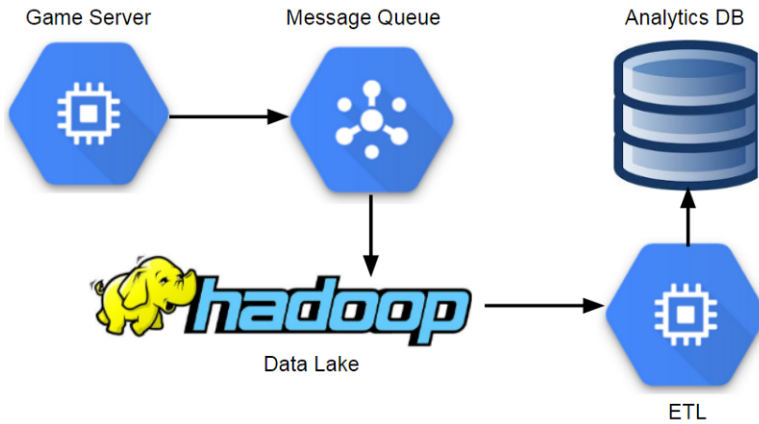 Game Server
Message Queue
Analytics DB
hadoop
Data Lake
ETL